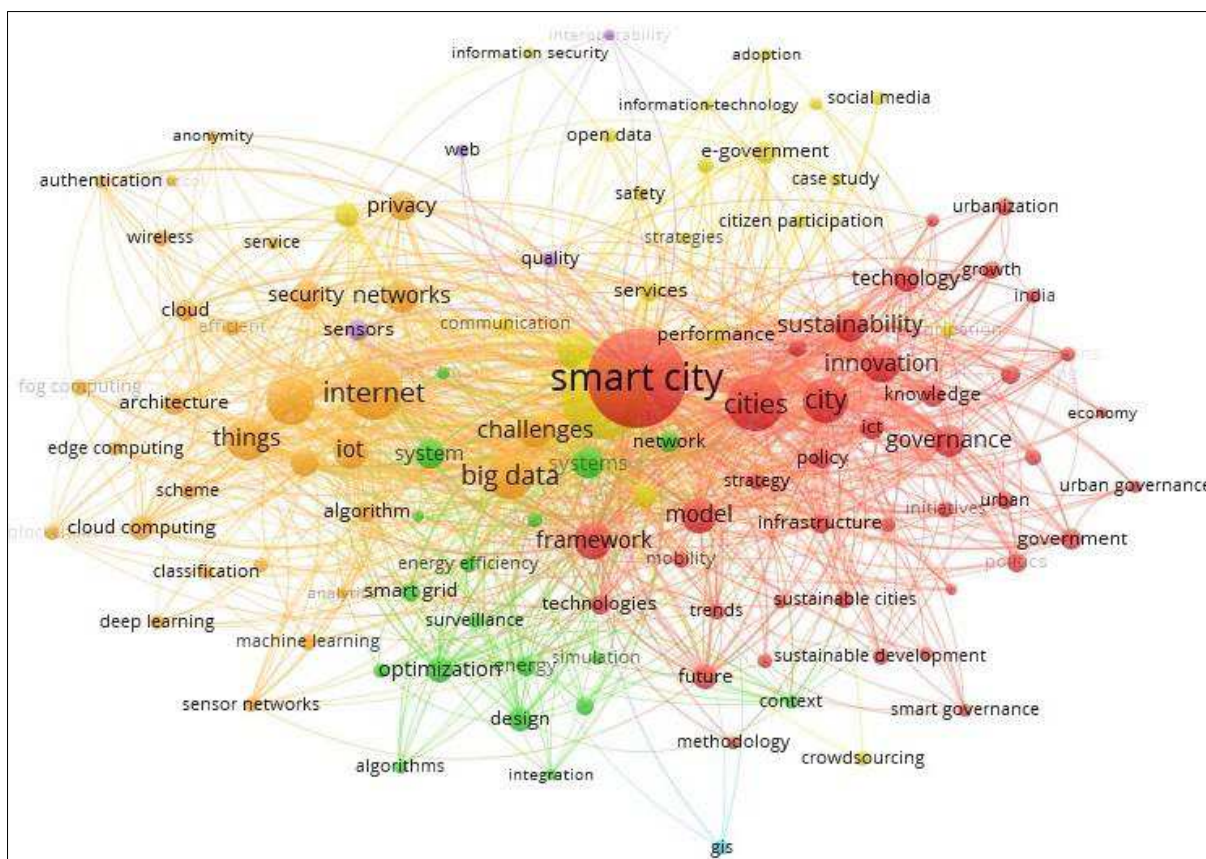 interoperability
information security
adoption
information-technology
social media
anonymity
open data
web
e-government
authentication
case study
safety
privacy
urbanization
wireless
service
strategies
citizen participation
quality
technology
growth
security
networks
services
india
cloud
efficient
sensors
communication
performance
sustainability
smart city
innovation
fog computing
architecture
internet
cities
city
knowledge
economy
things
challenges
network
ict
governance
edge computing
iot
system
systems
policy
big data
strategy
urban governance
scheme
urban
initiatives
algorithm
model
infrastructure
cloud computing
framework
government
mobility
politics
energy efficiency
classification
smart grid
technologies
trends
sustainable cities
deep learning
surveillance
machine learning
optimization
energy
simulation
sustainable development
future
sensor networks
design
context
smart governance
methodology
crowdsourcing
algorithms
integration
gis